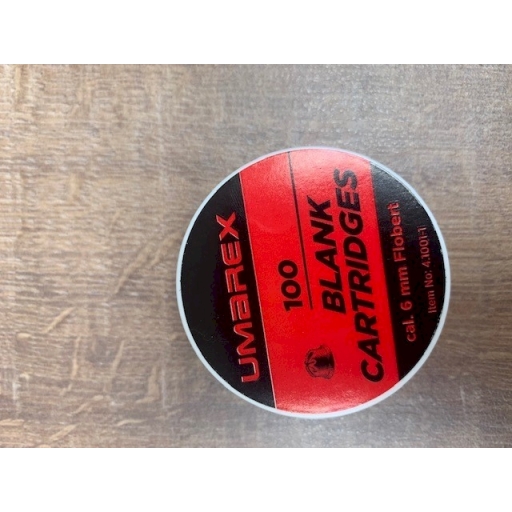 UMAREX
100
BLANK
CARTRIDGES
cal. 6 mm Flobert
Item No: 4.1001-1